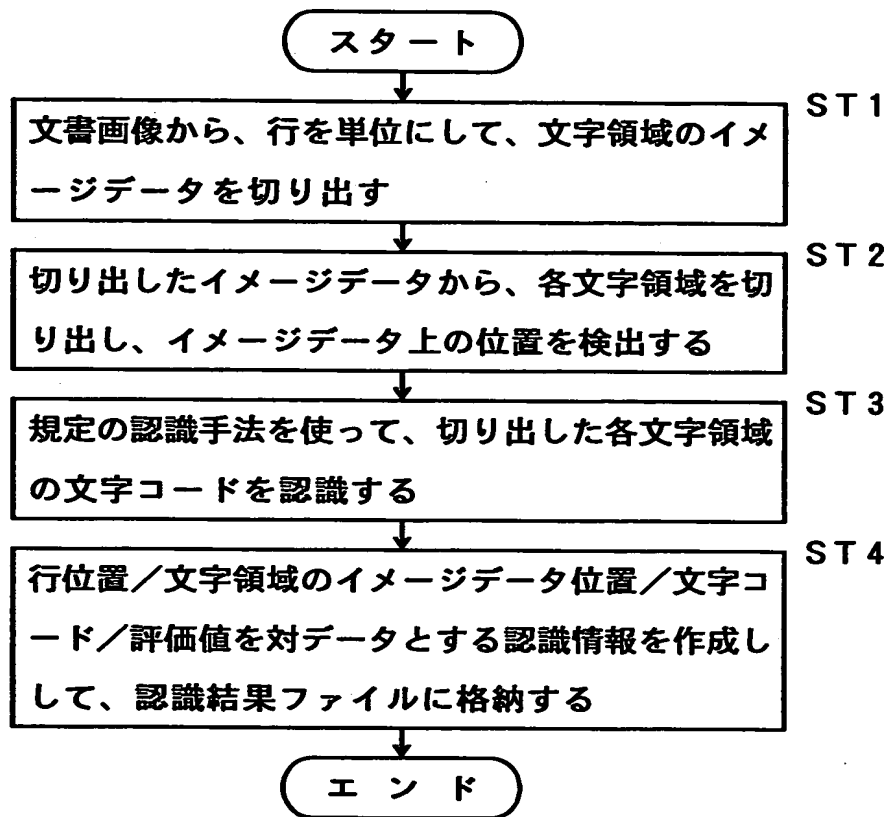 スタート
ST1
文書画像から、行を単位にして、文字領域のイメ
ージデータを切り出す
ST2
切り出したイメージデータから、各文字領域を切
り出し、イメージデータ上の位置を検出する
ST3
規定の認識手法を使って、切り出した各文字領域
の文字コードを認識する
ST4
行位置／文字領域のイメージデータ位置／文字コ
ード／評価値を対データとする認識情報を作成し
して、認識結果ファイルに格納する
エンド